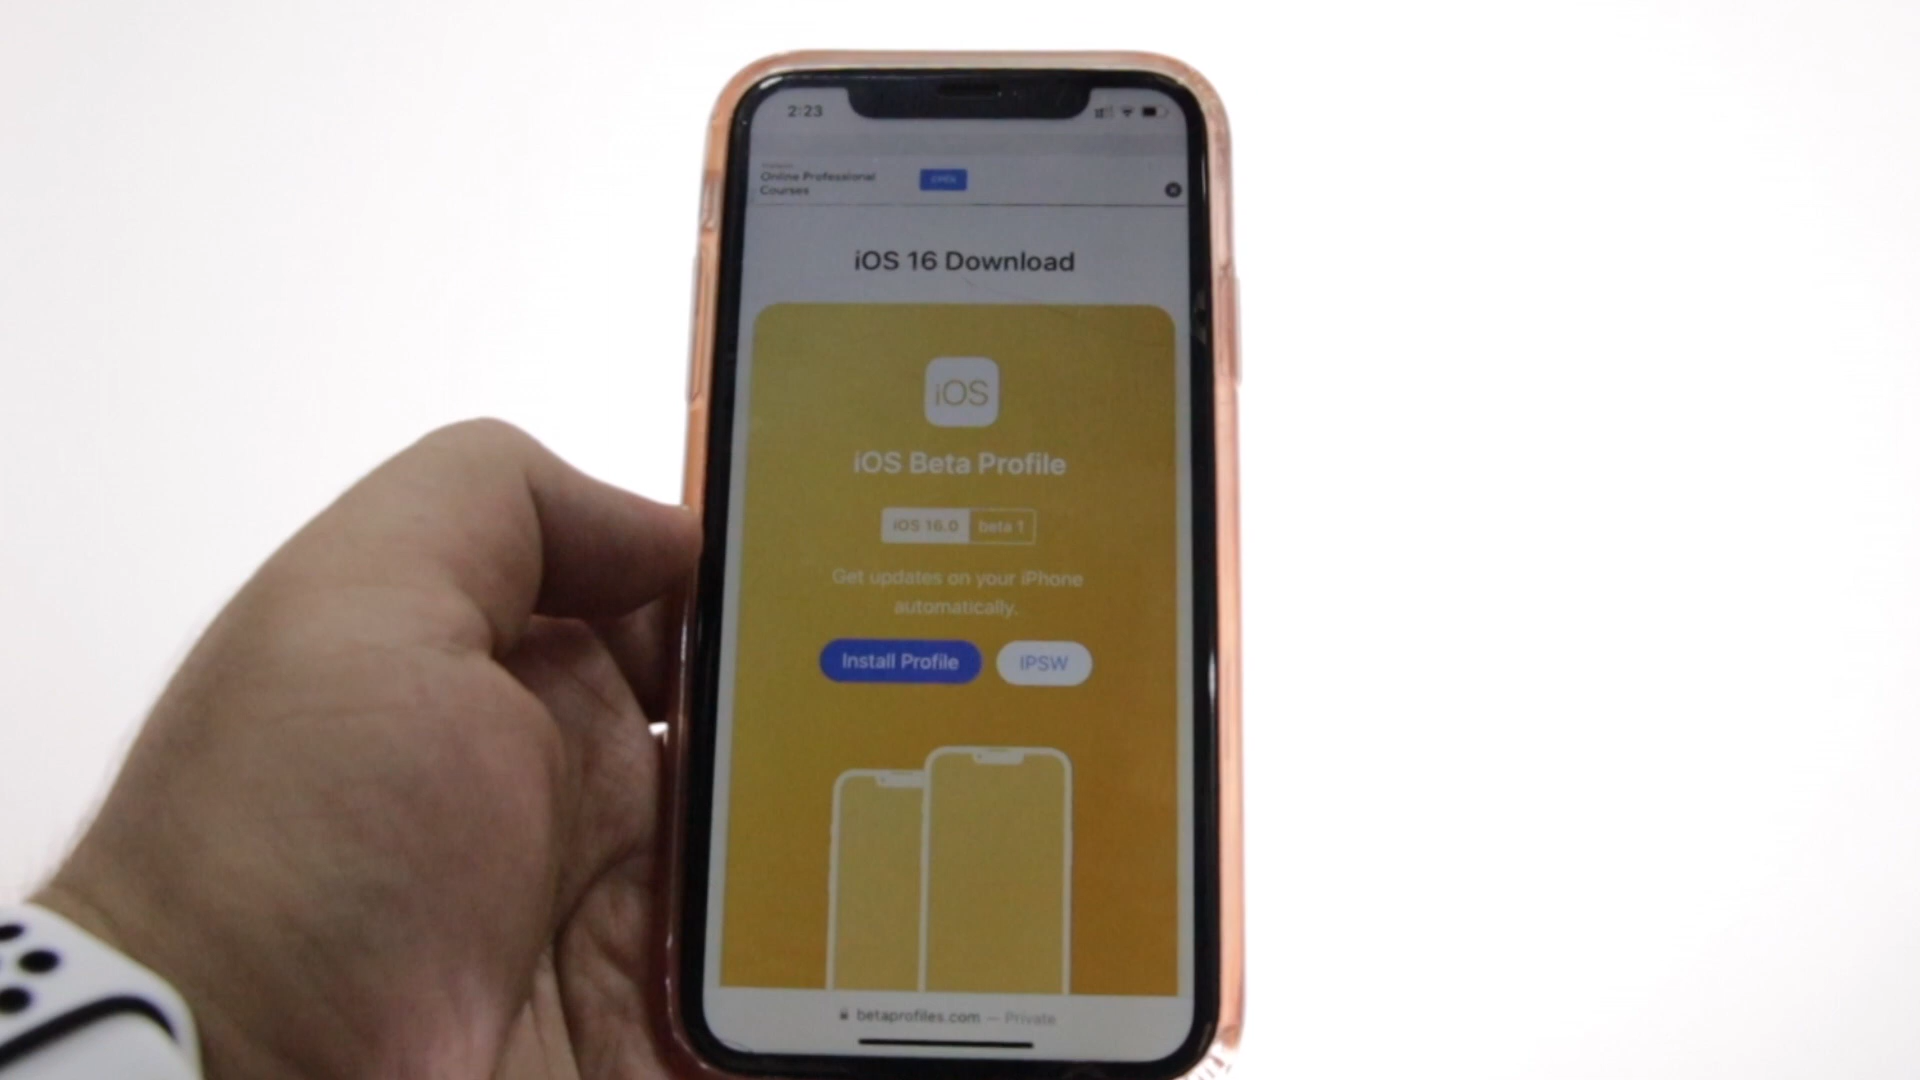 2:23
Online Professional
Courses
OPEN
iOS 16 Download
iOS
iOS Beta Profile
iOS 16.0 beta 1
Get updates on your iPhone
automatically.
Install Profile IPSW
betaprofiles.com — Private